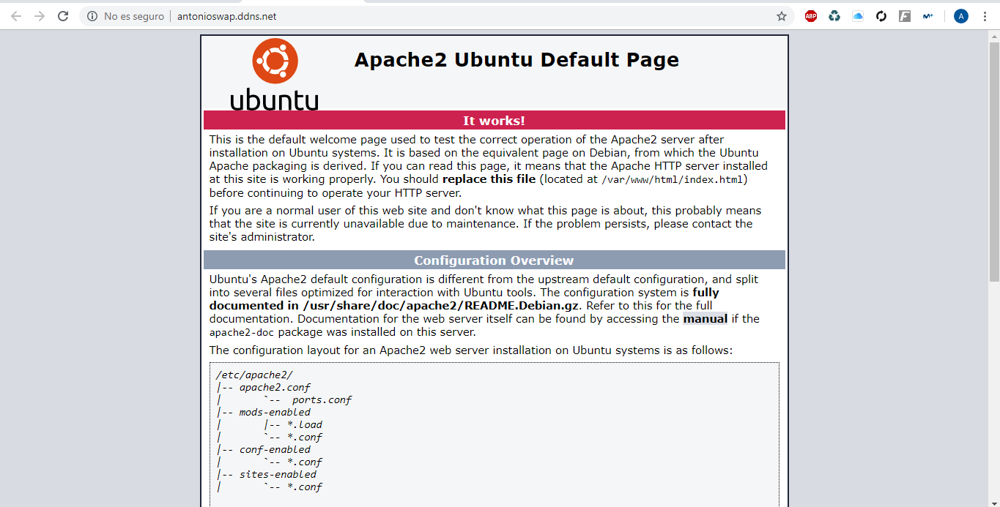 No es seguro antonioswap.ddns.net ABP A
ubuntu
Apache2 Ubuntu Default Page
It works!
This is the default welcome page used to test the correct operation of the Apache2 server after
installation on Ubuntu systems. It is based on the equivalent page on Debian, from which the Ubuntu
Apache packaging is derived. If you can read this page, it means that the Apache HTTP server installed
at this site is working properly. You should replace this file (located at /var/www/html/index.html)
before continuing to operate your HTTP server.
If you are a normal user of this web site and don't know what this page is about, this probably means
that the site is currently unavailable due to maintenance. If the problem persists, please contact the
site's administrator.
Configuration Overview
Ubuntu's Apache2 default configuration is different from the upstream default configuration, and split
into several files optimized for interaction with Ubuntu tools. The configuration system is fully
documented in /usr/share/doc/apache2/README.Debian.gz. Refer to this for the full
documentation. Documentation for the web server itself can be found by accessing the manual if the
apache2-doc package was installed on this server.
The configuration layout for an Apache2 web server installation on Ubuntu systems is as follows:
/etc/apache2/
|-- apache2.conf
|       `--  ports.conf
|-- mods-enabled
|       |-- *.load
|       `-- *.conf
|-- conf-enabled
|       `-- *.conf
|-- sites-enabled
|       `-- *.conf